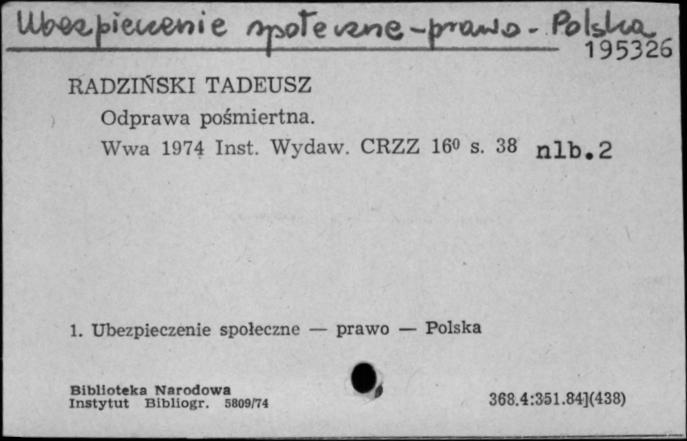 Ubezpieczenie społeczne - prawo - Polska
195326
RADZIŃSKI TADEUSZ
Odprawa pośmiertna.
Wwa 1974 Inst. Wydaw. CRZZ 16⁰ s. 38 nlb.2
1. Ubezpieczenie społeczne — prawo — Polska
Biblioteka Narodowa
Instytut Bibliogr. 5809/74
368.4:351.84](438)